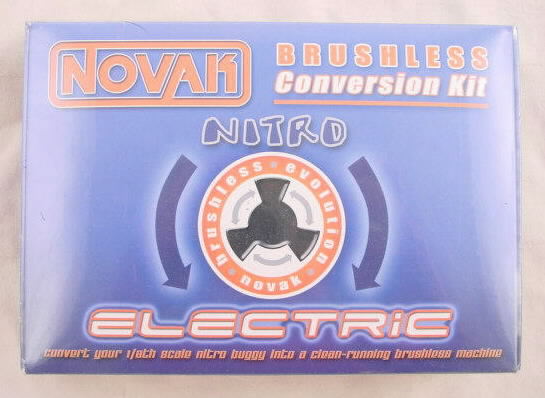 NOVAK
BRUSHLESS
Conversion Kit
NITRO
brushless • evolution
novak
ELECTRiC
convert your 1/8th scale nitro buggy into a clean-running brushless machine